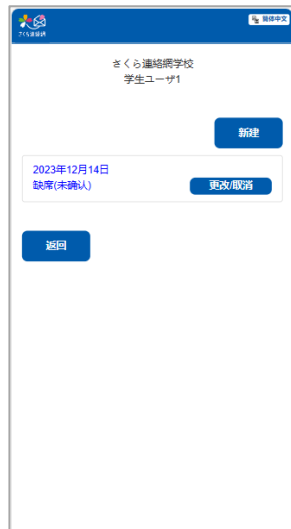 さくら連絡網
简体中文
さくら連絡網学校
学生ユーザ1
新建
2023年12月14日
缺席(未确认)
更改/取消
返回